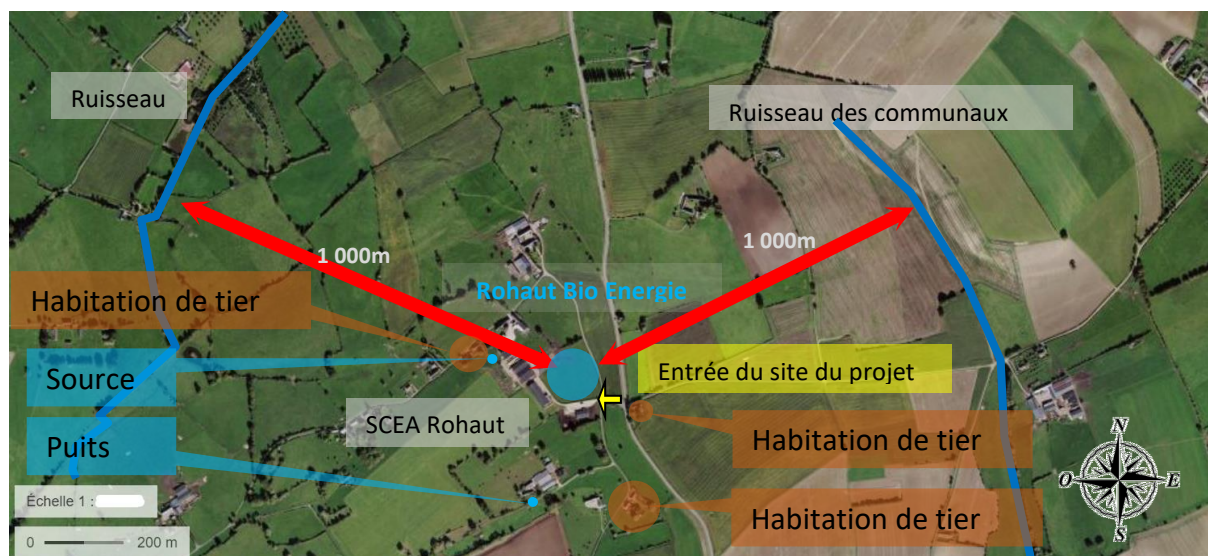 Ruisseau
Ruisseau des communaux
1 000m
1 000m
Rohaut Bio Energie
Habitation de tier
Source
Entrée du site du projet
SCEA Rohaut
Puits
Habitation de tier
Habitation de tier
Échelle 1 :
0 200 m
N
O E
S